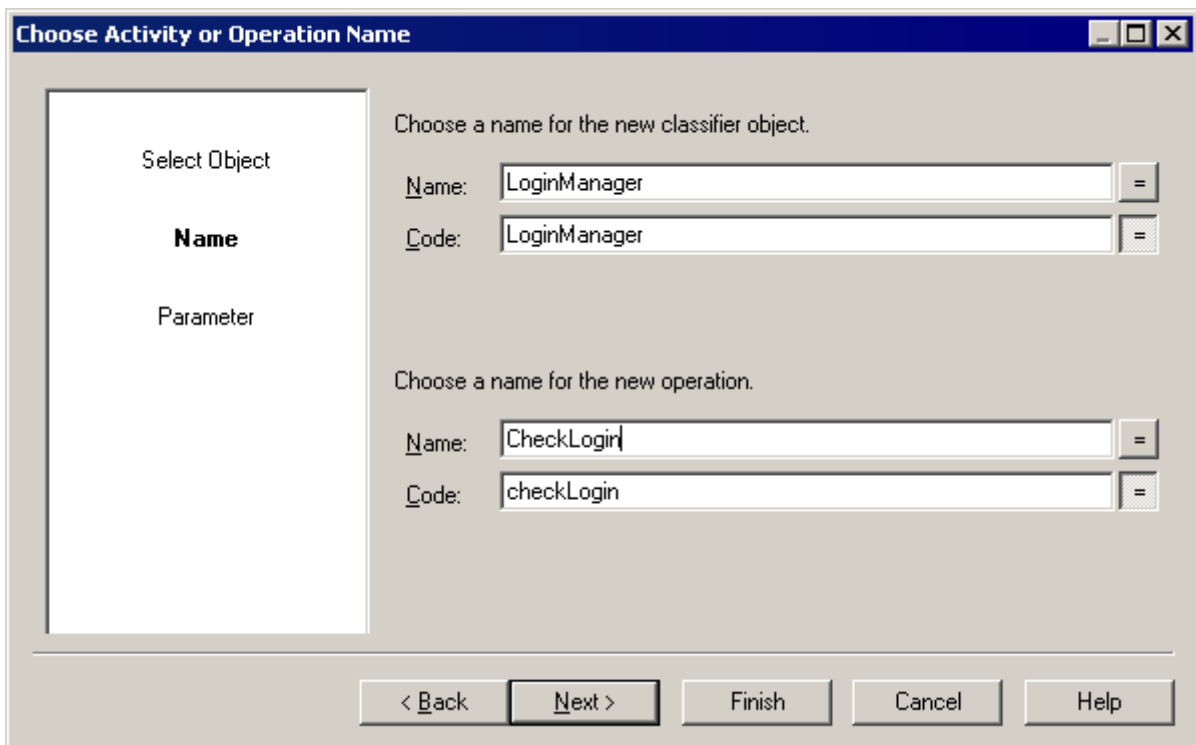 Choose Activity or Operation Name
Select Object
Name
Parameter
Choose a name for the new classifier object.
Name: LoginManager =
Code: LoginManager =
Choose a name for the new operation.
Name: CheckLogin =
Code: checkLogin =
< Back Next > Finish Cancel Help